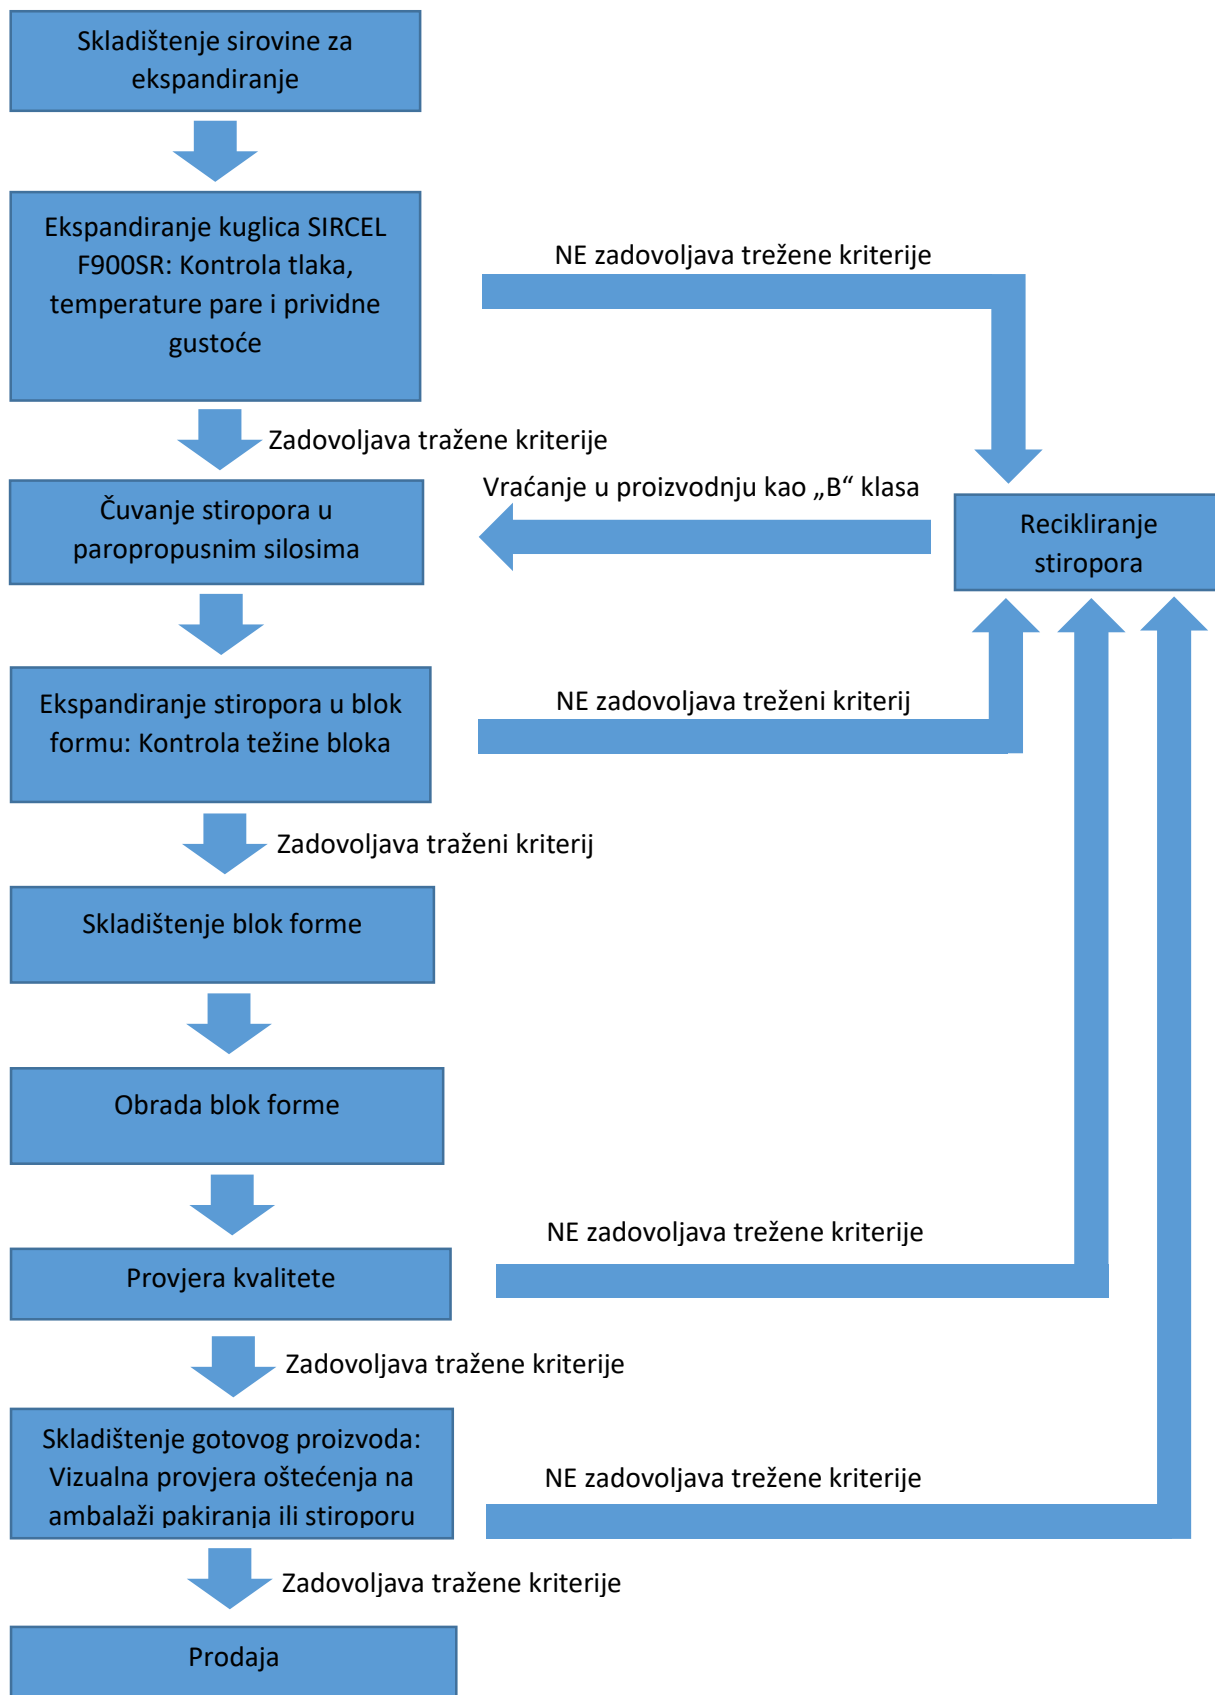 Skladištenje sirovine za
ekspandiranje
Ekspandiranje kuglica SIRCEL
F900SR: Kontrola tlaka,
temperature pare i prividne
gustoće
NE zadovoljava trežene kriterije
Zadovoljava tražene kriterije
Čuvanje stiropora u
paropropusnim silosima
Vraćanje u proizvodnju kao „B“ klasa
Recikliranje
stiropora
Ekspandiranje stiropora u blok
formu: Kontrola težine bloka
NE zadovoljava treženi kriterij
Zadovoljava traženi kriterij
Skladištenje blok forme
Obrada blok forme
Provjera kvalitete
NE zadovoljava trežene kriterije
Zadovoljava tražene kriterije
Skladištenje gotovog proizvoda:
Vizualna provjera oštećenja na
ambalaži pakiranja ili stiroporu
NE zadovoljava trežene kriterije
Zadovoljava tražene kriterije
Prodaja